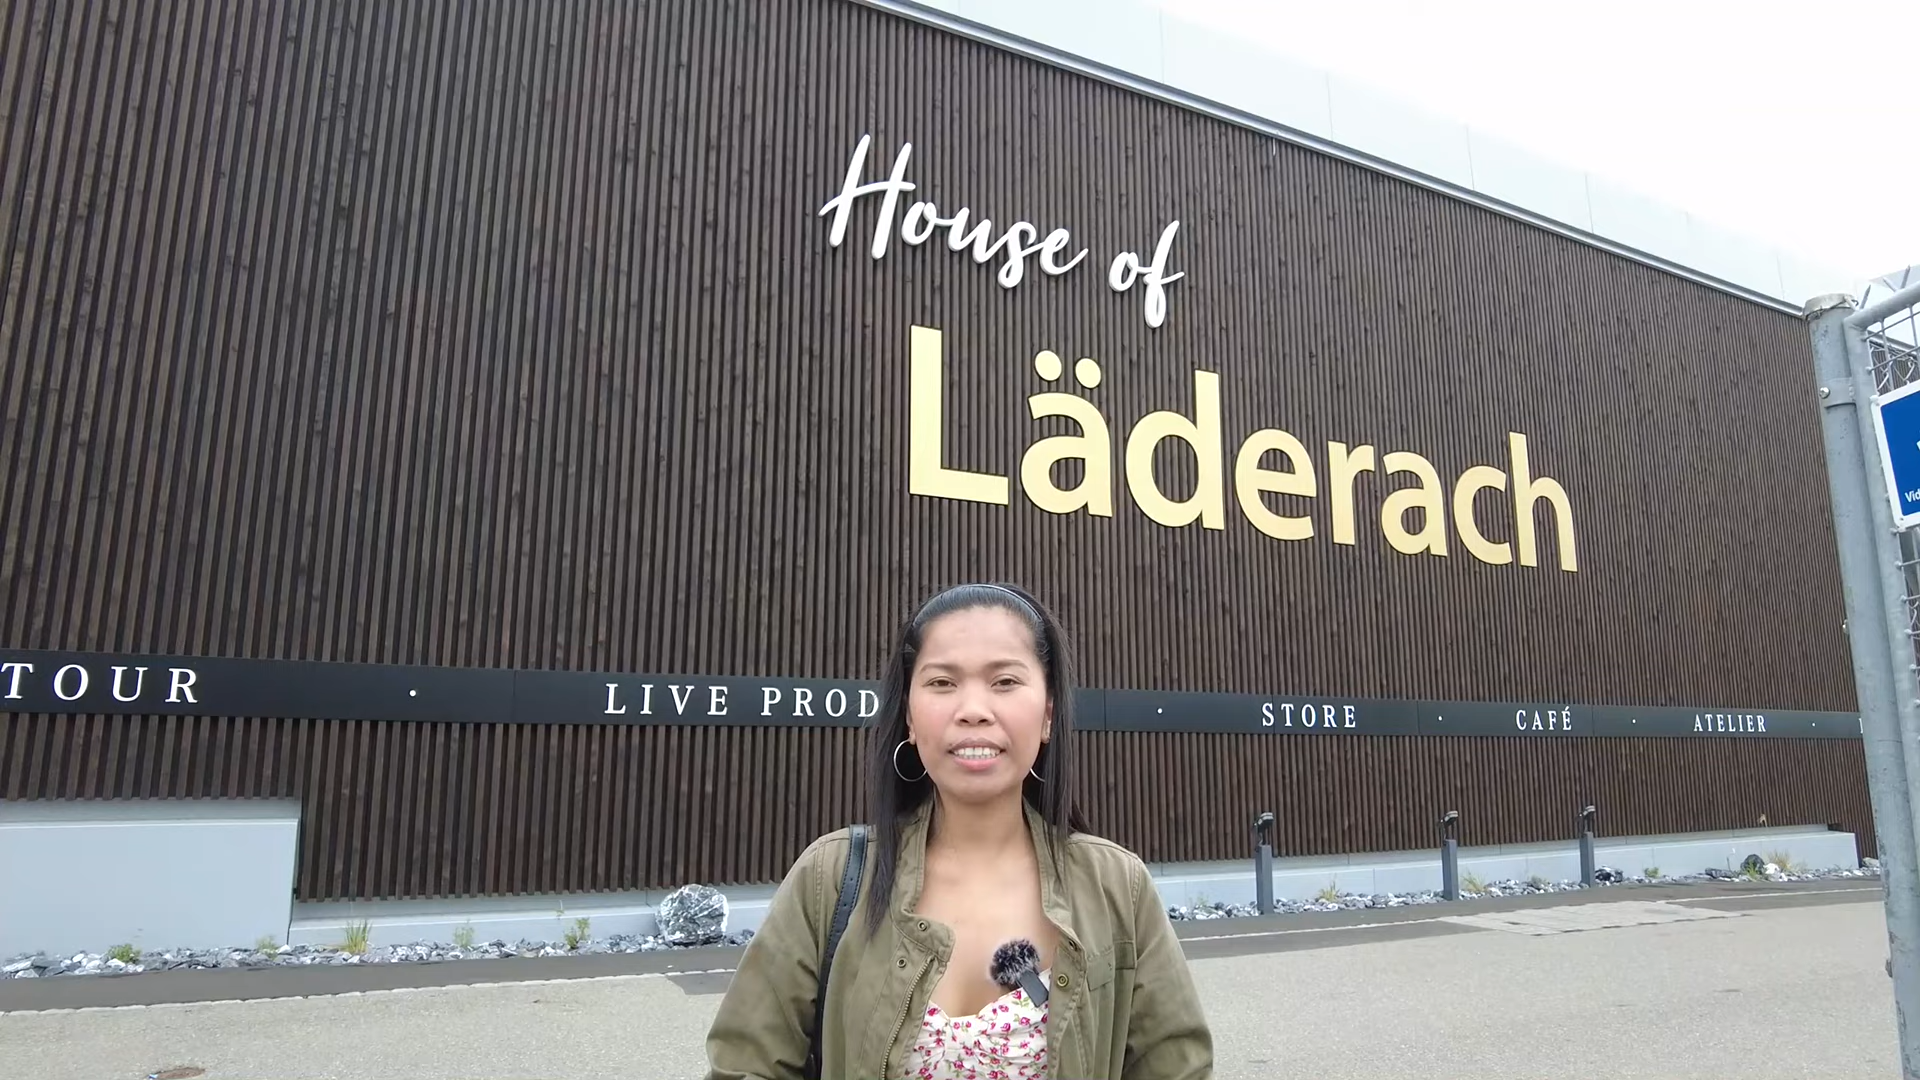 House of
Läderach
TOUR · LIVE PROD · STORE · CAFÉ · ATELIER ·